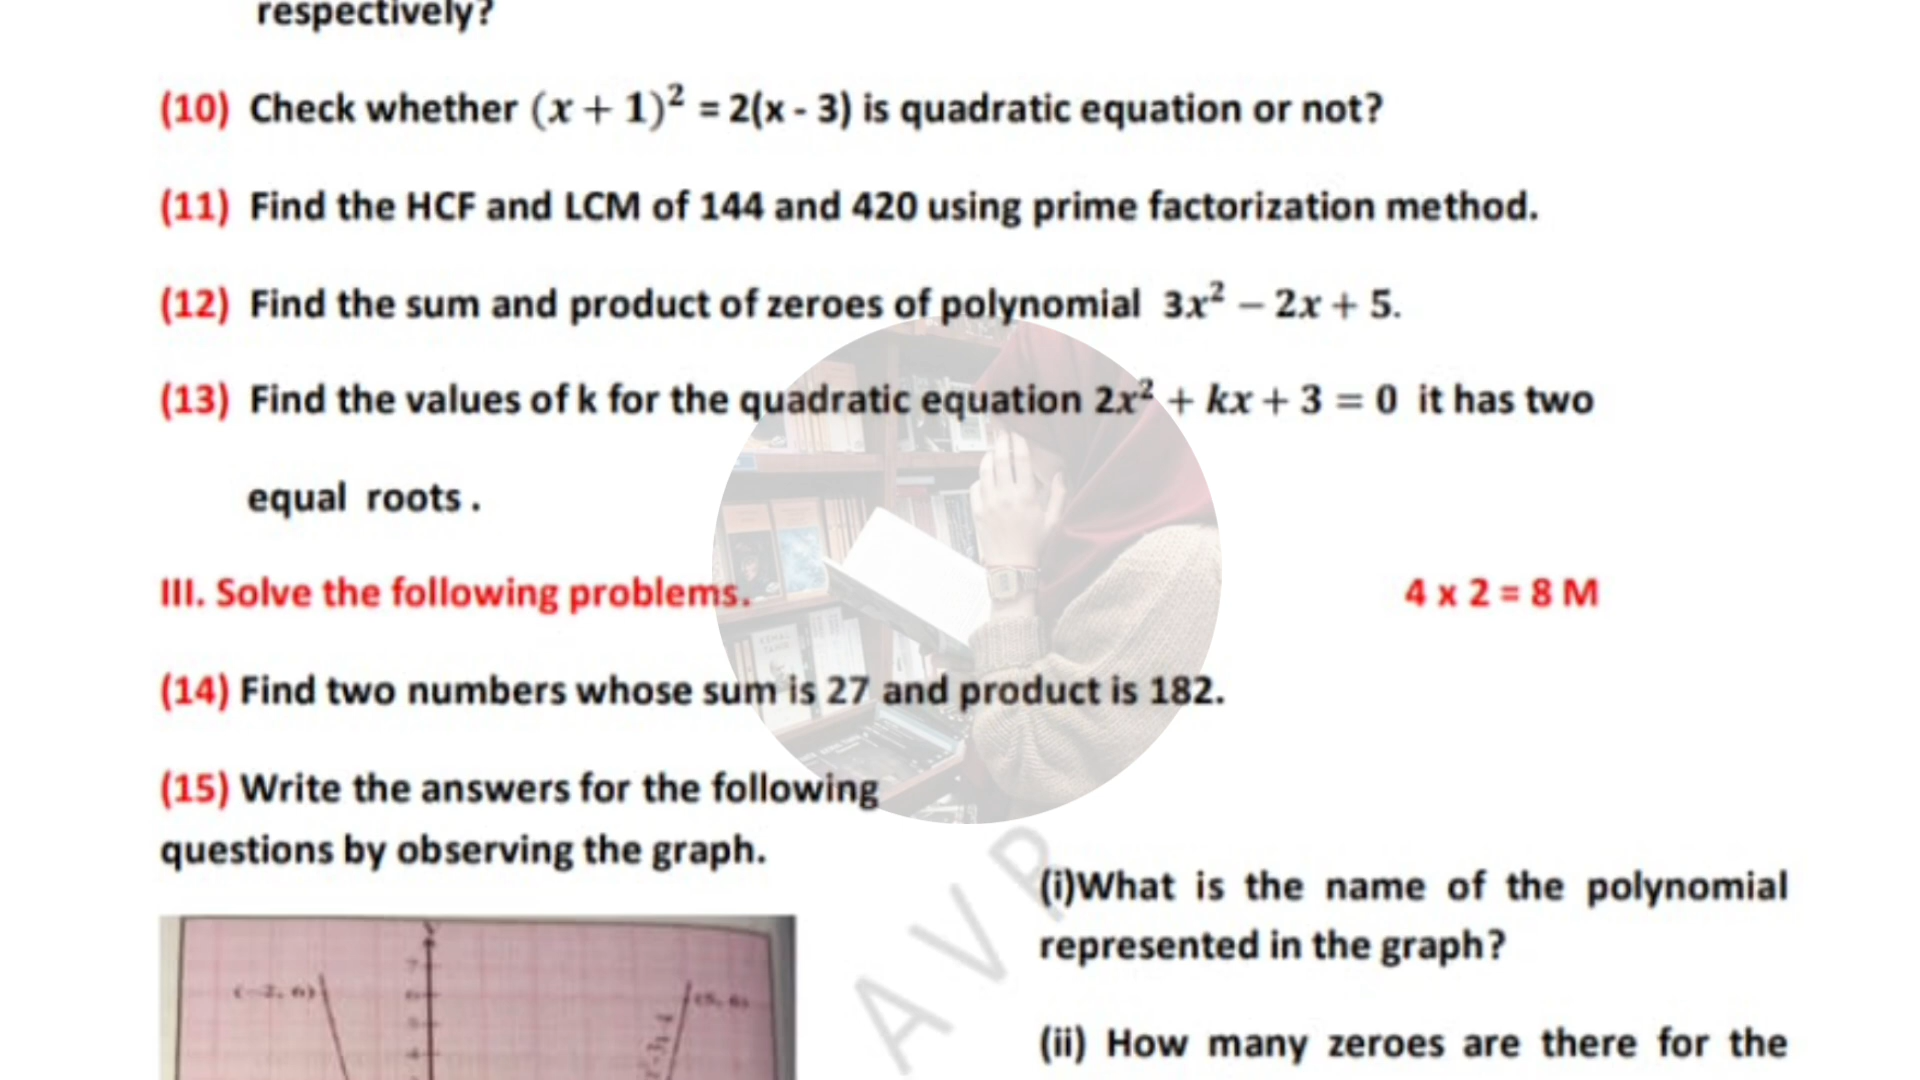 respectively?
(10) Check whether (x + 1)² = 2(x - 3) is quadratic equation or not?
(11) Find the HCF and LCM of 144 and 420 using prime factorization method.
(12) Find the sum and product of zeroes of polynomial 3x² − 2x + 5.
(13) Find the values of k for the quadratic equation 2x² + kx + 3 = 0 it has two
equal roots .
III. Solve the following problems. 4 x 2 = 8 M
(14) Find two numbers whose sum is 27 and product is 182.
(15) Write the answers for the following
questions by observing the graph.
(i)What is the name of the polynomial
represented in the graph?
(ii) How many zeroes are there for the
(−2, 6)
(5, 6)
A V P